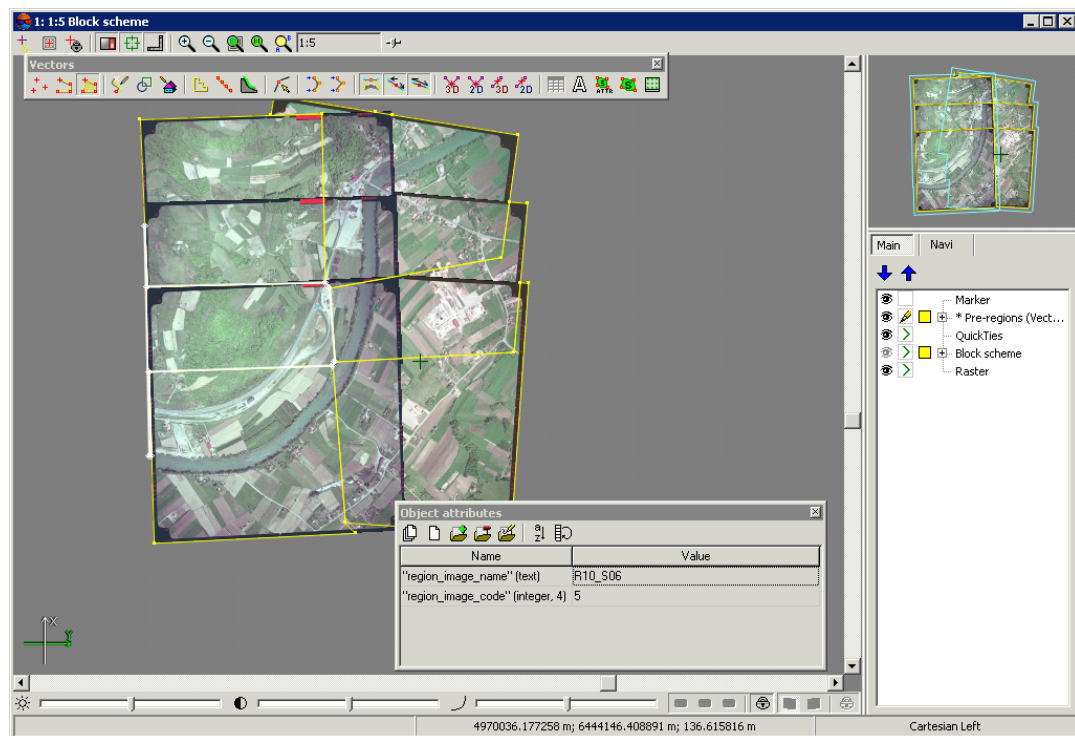 1: 1:5 Block scheme
1:5
Vectors
3D 2D 3D 2D A ATTR S
Main Navi
Marker
* Pre-regions (Vect...
QuickTies
Block scheme
Raster
Object attributes
Name Value
"region_image_name" (text) R10_S06
"region_image_code" (integer, 4) 5
X
Y
4970036.177258 m; 6444146.408891 m; 136.615816 m Cartesian Left